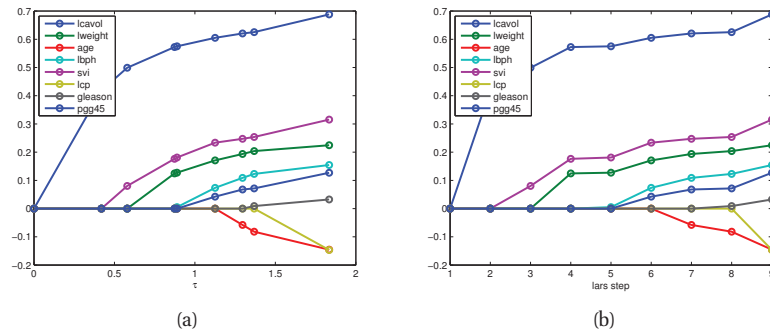 0.7
0.6
0.5
0.4
0.3
0.2
0.1
0
−0.1
−0.2
lcavol
lweight
age
lbph
svi
lcp
gleason
pgg45
0 0.5 1 1.5 2
τ
(a)
0.7
0.6
0.5
0.4
0.3
0.2
0.1
0
−0.1
−0.2
lcavol
lweight
age
lbph
svi
lcp
gleason
pgg45
1 2 3 4 5 6 7 8 9
lars step
(b)